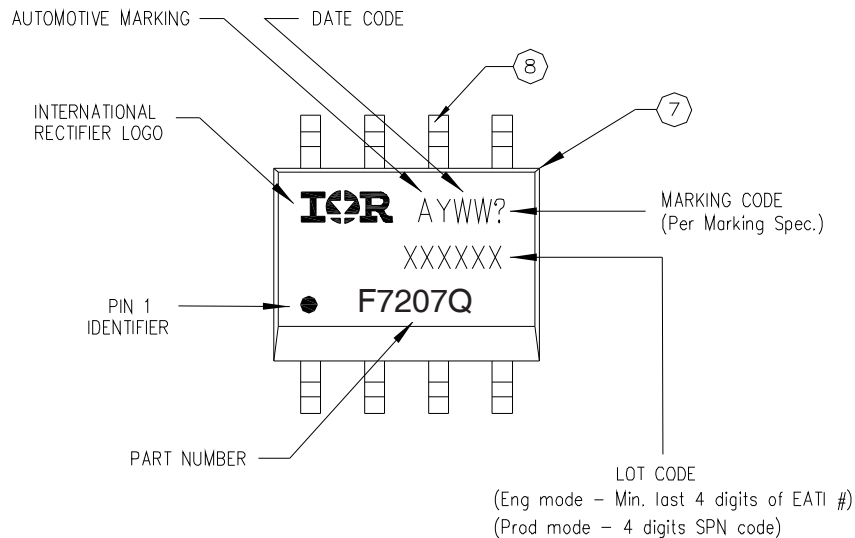 AUTOMOTIVE MARKING
DATE CODE
8
INTERNATIONAL
RECTIFIER LOGO
7
IOR
AYWW?
MARKING CODE
(Per Marking Spec.)
XXXXXX
PIN 1
IDENTIFIER
F7207Q
PART NUMBER
LOT CODE
(Eng mode – Min. last 4 digits of EATI #)
(Prod mode – 4 digits SPN code)